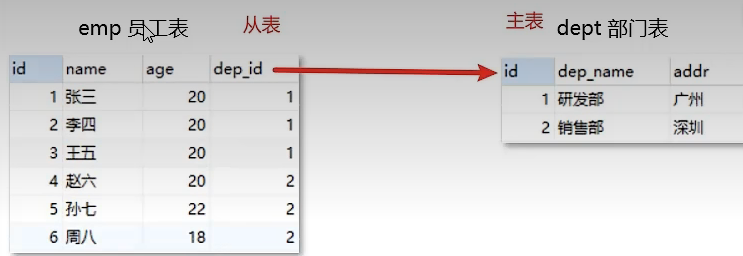 emp 员工表 从表
id name age dep_id
1 张三 20 1
2 李四 20 1
3 王五 20 1
4 赵六 20 2
5 孙七 22 2
6 周八 18 2
主表 dept 部门表
id dep_name addr
1 研发部 广州
2 销售部 深圳